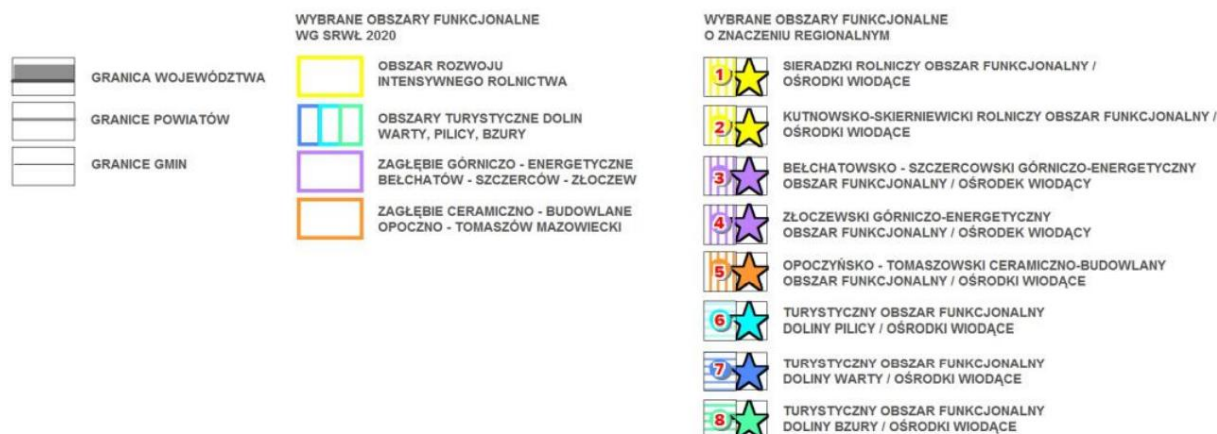 GRANICA WOJEWÓDZTWA
GRANICE POWIATÓW
GRANICE GMIN
WYBRANE OBSZARY FUNKCJONALNE
WG SRWŁ 2020
OBSZAR ROZWOJU
INTENSYWNEGO ROLNICTWA
OBSZARY TURYSTYCZNE DOLIN
WARTY, PILICY, BZURY
ZAGŁĘBIE GÓRNICZO - ENERGETYCZNE
BEŁCHATÓW - SZCZERCÓW - ZŁOCZEW
ZAGŁĘBIE CERAMICZNO - BUDOWLANE
OPOCZNO - TOMASZÓW MAZOWIECKI
WYBRANE OBSZARY FUNKCJONALNE
O ZNACZENIU REGIONALNYM
1 SIERADZKI ROLNICZY OBSZAR FUNKCJONALNY /
OŚRODKI WIODĄCE
2 KUTNOWSKO-SKIERNIEWICKI ROLNICZY OBSZAR FUNKCJONALNY /
OŚRODKI WIODĄCE
3 BEŁCHATOWSKO - SZCZERCOWSKI GÓRNICZO-ENERGETYCZNY
OBSZAR FUNKCJONALNY / OŚRODEK WIODĄCY
4 ZŁOCZEWSKI GÓRNICZO-ENERGETYCZNY
OBSZAR FUNKCJONALNY / OŚRODEK WIODĄCY
5 OPOCZYŃSKO - TOMASZOWSKI CERAMICZNO-BUDOWLANY
OBSZAR FUNKCJONALNY / OŚRODKI WIODĄCE
6 TURYSTYCZNY OBSZAR FUNKCJONALNY
DOLINY PILICY / OŚRODKI WIODĄCE
7 TURYSTYCZNY OBSZAR FUNKCJONALNY
DOLINY WARTY / OŚRODKI WIODĄCE
8 TURYSTYCZNY OBSZAR FUNKCJONALNY
DOLINY BZURY / OŚRODKI WIODĄCE